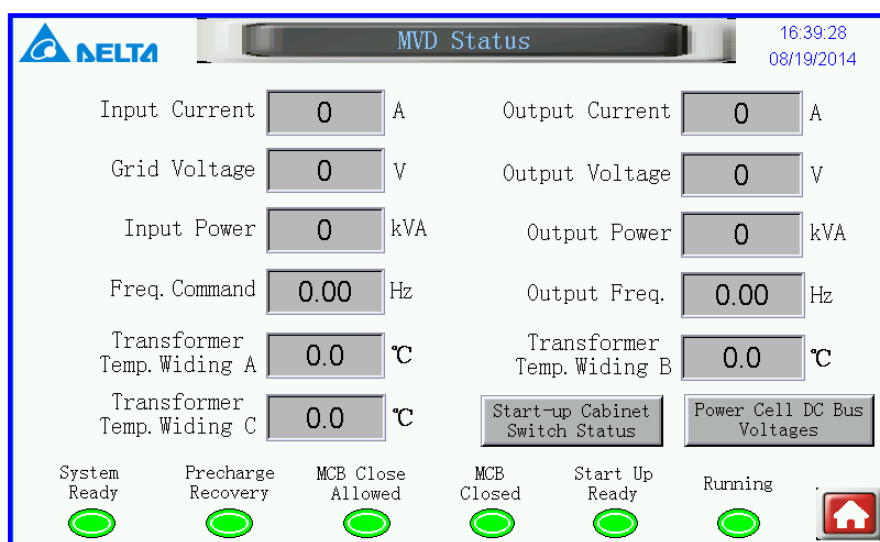 DELTA
MVD Status
16:39:28
08/19/2014
Input Current 0 A
Output Current 0 A
Grid Voltage 0 V
Output Voltage 0 V
Input Power 0 kVA
Output Power 0 kVA
Freq. Command 0.00 Hz
Output Freq. 0.00 Hz
Transformer
Temp. Widing A 0.0 ℃
Transformer
Temp. Widing B 0.0 ℃
Transformer
Temp. Widing C 0.0 ℃
Start-up Cabinet
Switch Status
Power Cell DC Bus
Voltages
System
Ready
Precharge
Recovery
MCB Close
Allowed
MCB
Closed
Start Up
Ready
Running